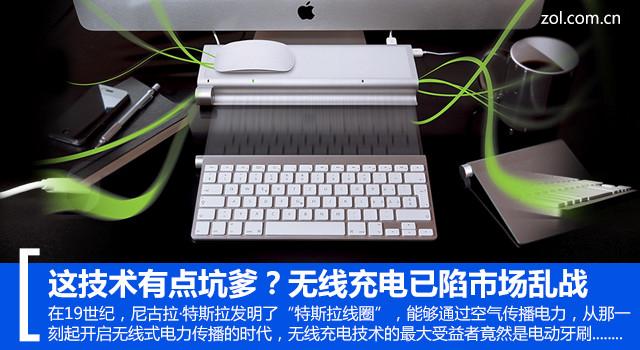 zol.com.cn
这技术有点坑爹？无线充电已陷市场乱战
在19世纪，尼古拉·特斯拉发明了“特斯拉线圈”，能够通过空气传播电力，从那一
刻起开启无线式电力传播的时代，无线充电技术的最大受益者竟然是电动牙刷........